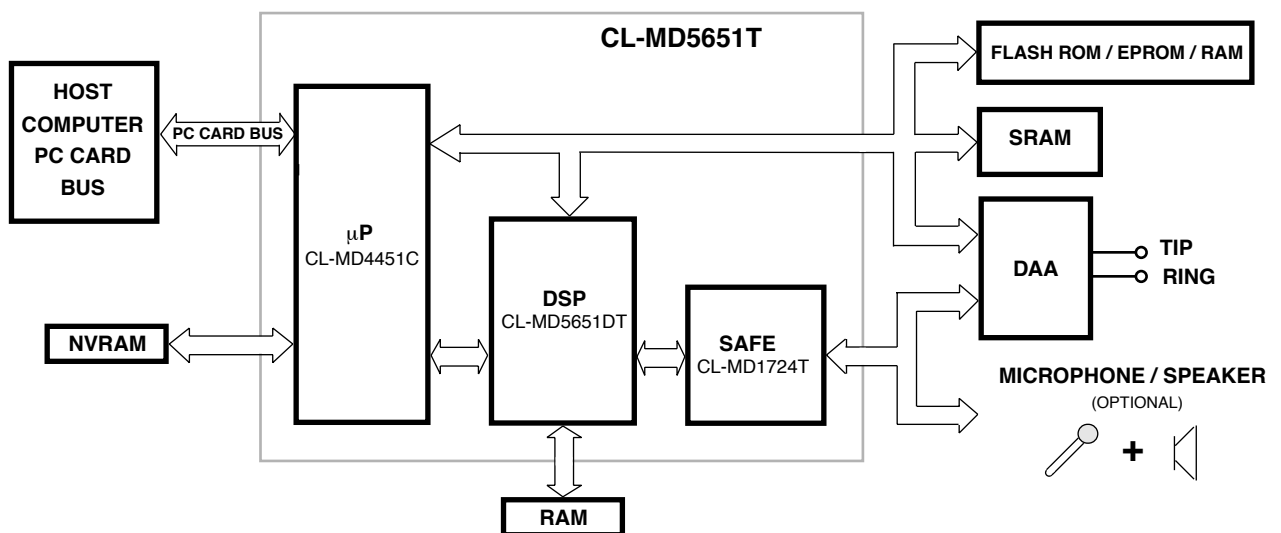 CL-MD5651T
HOST
COMPUTER
PC CARD
BUS
PC CARD BUS
µP
CL-MD4451C
NVRAM
DSP
CL-MD5651DT
SAFE
CL-MD1724T
RAM
FLASH ROM / EPROM / RAM
SRAM
DAA
TIP
RING
MICROPHONE / SPEAKER
(OPTIONAL)
+